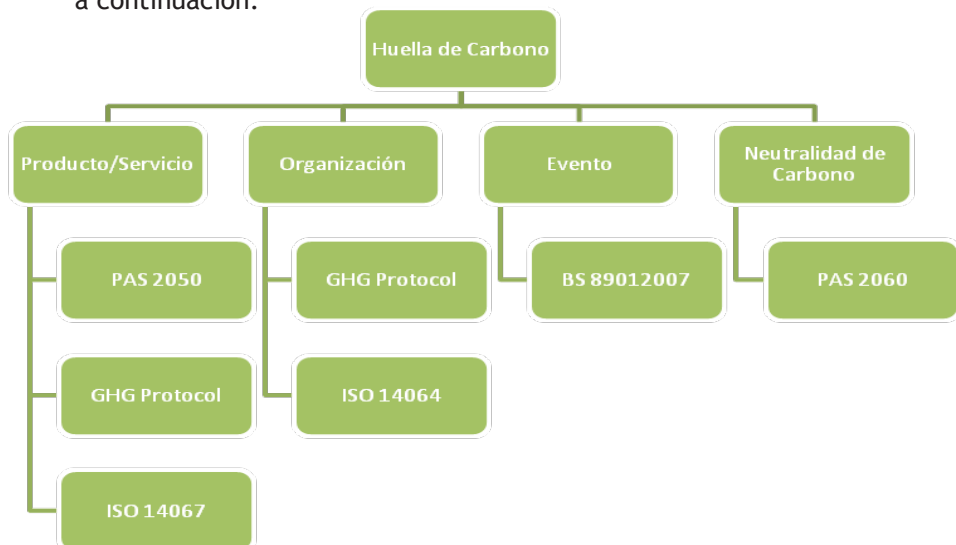 a continuación:
Huella de Carbono
Producto/Servicio
Organización
Evento
Neutralidad de
Carbono
PAS 2050
GHG Protocol
BS 89012007
PAS 2060
GHG Protocol
ISO 14064
ISO 14067